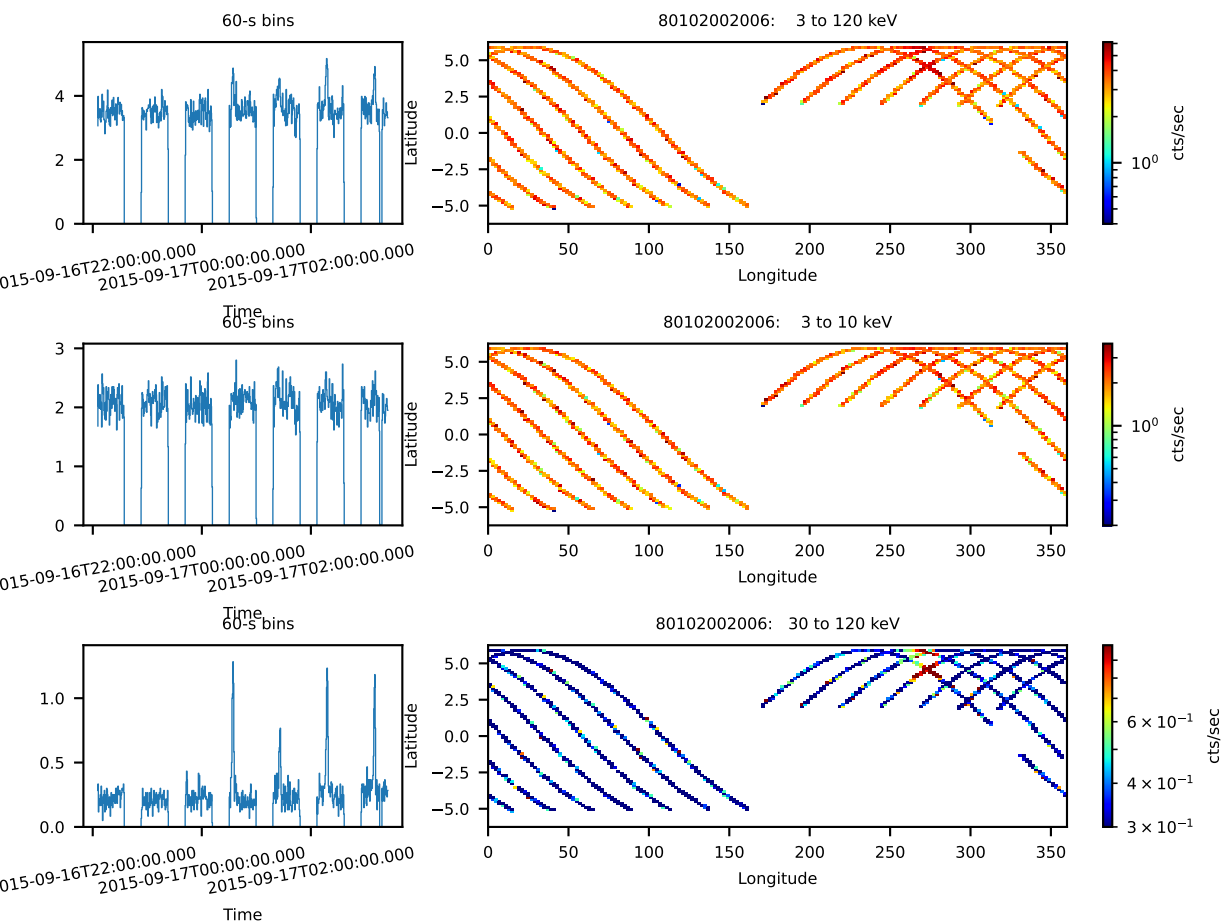 60-s bins
80102002006:    3 to 120 keV
4
2
0
Latitude
5.0
2.5
0.0
−2.5
−5.0
0 50 100 150 200 250 300 350
Longitude
10⁰
cts/sec
015-09-16T22:00:00.000
2015-09-17T00:00:00.000
2015-09-17T02:00:00.000
Time
60-s bins
80102002006:    3 to 10 keV
3
2
1
0
Latitude
5.0
2.5
0.0
−2.5
−5.0
0 50 100 150 200 250 300 350
Longitude
10⁰
cts/sec
015-09-16T22:00:00.000
2015-09-17T00:00:00.000
2015-09-17T02:00:00.000
Time
60-s bins
80102002006:   30 to 120 keV
1.0
0.5
0.0
Latitude
5.0
2.5
0.0
−2.5
−5.0
0 50 100 150 200 250 300 350
Longitude
6 × 10⁻¹
4 × 10⁻¹
3 × 10⁻¹
cts/sec
015-09-16T22:00:00.000
2015-09-17T00:00:00.000
2015-09-17T02:00:00.000
Time